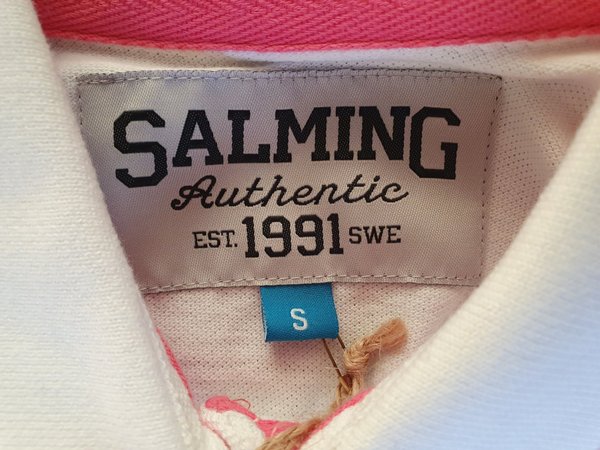 SALMING
Authentic
EST. 1991 SWE
S